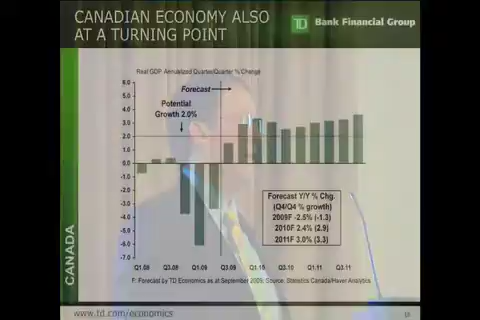 CANADIAN ECONOMY ALSO
AT A TURNING POINT
TD Bank Financial Group
Real GDP, Annualized Quarter/Quarter % Change
Forecast
Potential
Growth 2.0%
6.0
5.0
4.0
3.0
2.0
1.0
0.0
-1.0
-2.0
-3.0
-4.0
-5.0
-6.0
-7.0
Q1.08 Q3.08 Q1.09 Q3.09 Q1.10 Q3.10 Q1.11 Q3.11
Forecast Y/Y % Chg.
(Q4/Q4 % growth)
2009F -2.5% (-1.3)
2010F 2.4% (2.9)
2011F 3.0% (3.3)
CANADA
F: Forecast by TD Economics as at September 2009; Source: Statistics Canada/Haver Analytics
www.td.com/economics